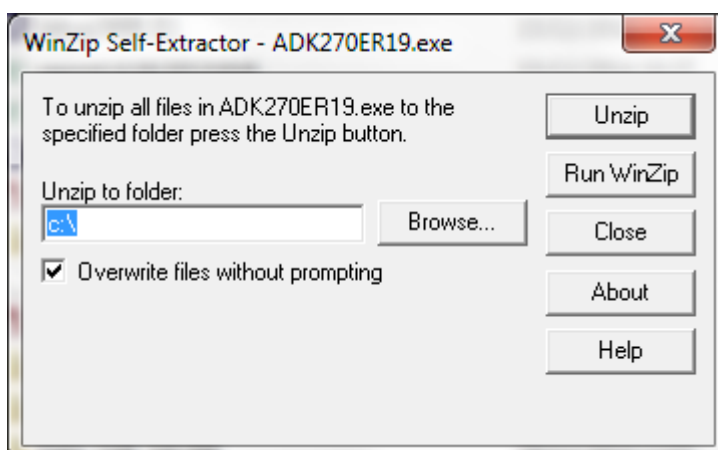 WinZip Self-Extractor - ADK270ER19.exe
To unzip all files in ADK270ER19.exe to the
specified folder press the Unzip button.
Unzip to folder:
c:\
Browse...
Overwrite files without prompting
Unzip
Run WinZip
Close
About
Help